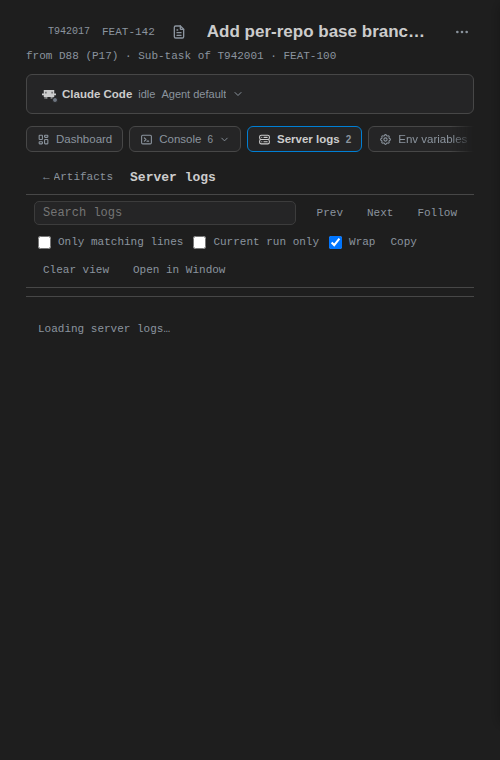 T942017 FEAT-142 Add per-repo base branc…
from D88 (P17) · Sub-task of T942001 · FEAT-100
Claude Code idle Agent default
Dashboard Console 6 Server logs 2 Env variables
← Artifacts Server logs
Search logs Prev Next Follow
Only matching lines Current run only Wrap Copy
Clear view Open in Window
Loading server logs…